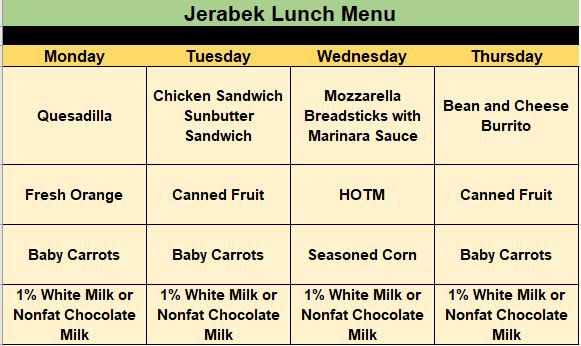 Jerabek Lunch Menu
Monday Tuesday Wednesday Thursday
Quesadilla
Chicken Sandwich
Sunbutter
Sandwich
Mozzarella
Breadsticks with
Marinara Sauce
Bean and Cheese
Burrito
Fresh Orange
Canned Fruit
HOTM
Canned Fruit
Baby Carrots
Baby Carrots
Seasoned Corn
Baby Carrots
1% White Milk or
Nonfat Chocolate
Milk
1% White Milk or
Nonfat Chocolate
Milk
1% White Milk or
Nonfat Chocolate
Milk
1% White Milk or
Nonfat Chocolate
Milk